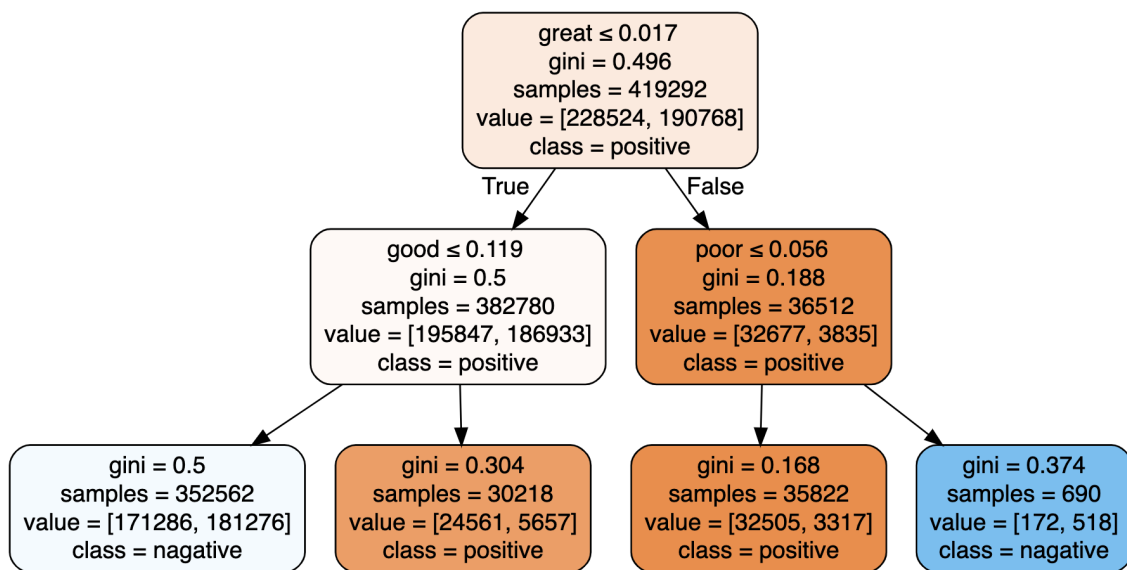 great ≤ 0.017
gini = 0.496
samples = 419292
value = [228524, 190768]
class = positive
True
False
good ≤ 0.119
gini = 0.5
samples = 382780
value = [195847, 186933]
class = positive
poor ≤ 0.056
gini = 0.188
samples = 36512
value = [32677, 3835]
class = positive
gini = 0.5
samples = 352562
value = [171286, 181276]
class = nagative
gini = 0.304
samples = 30218
value = [24561, 5657]
class = positive
gini = 0.168
samples = 35822
value = [32505, 3317]
class = positive
gini = 0.374
samples = 690
value = [172, 518]
class = nagative